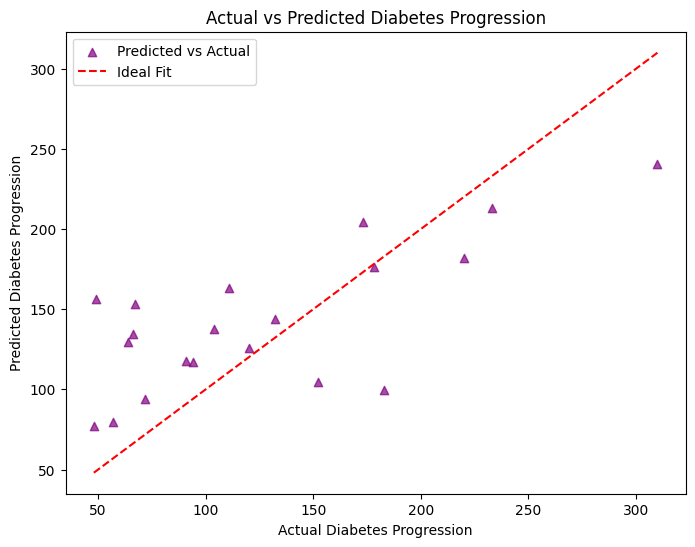 Actual vs Predicted Diabetes Progression
Predicted vs Actual
Ideal Fit
300
250
200
150
100
50
Predicted Diabetes Progression
50 100 150 200 250 300
Actual Diabetes Progression